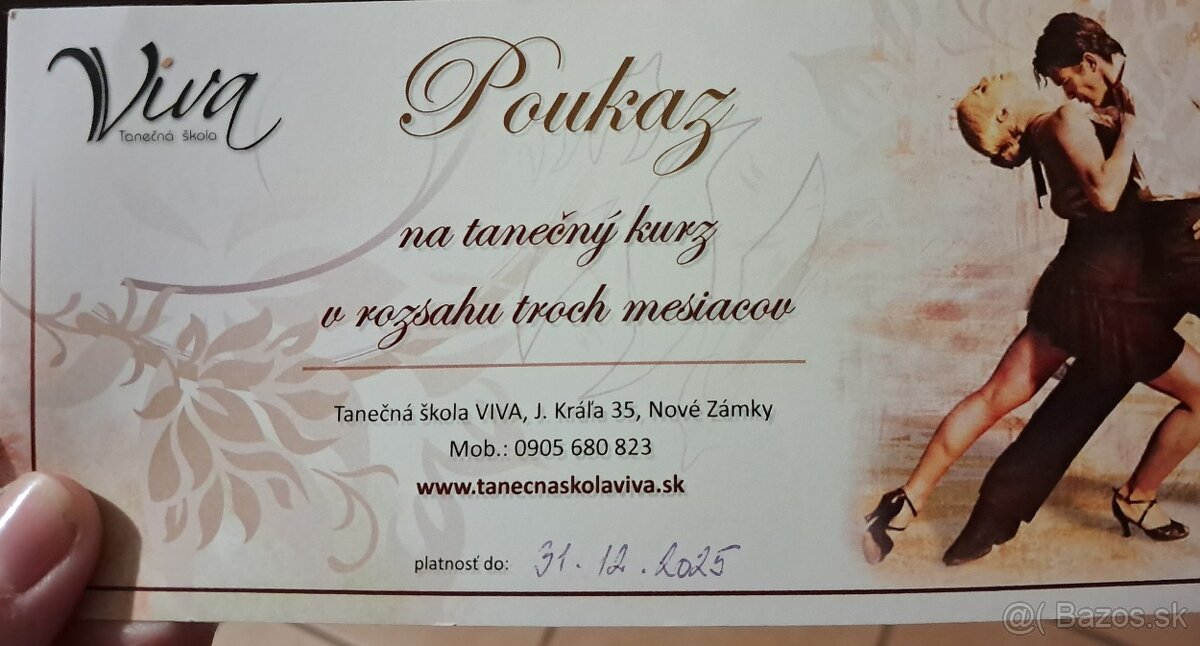 Viva
Tanečná škola
Poukaz
na tanečný kurz
v rozsahu troch mesiacov
Tanečná škola VIVA, J. Kráľa 35, Nové Zámky
Mob.: 0905 680 823
www.tanecnaskolaviva.sk
platnosť do: 31.12.2025
@( Bazos.sk